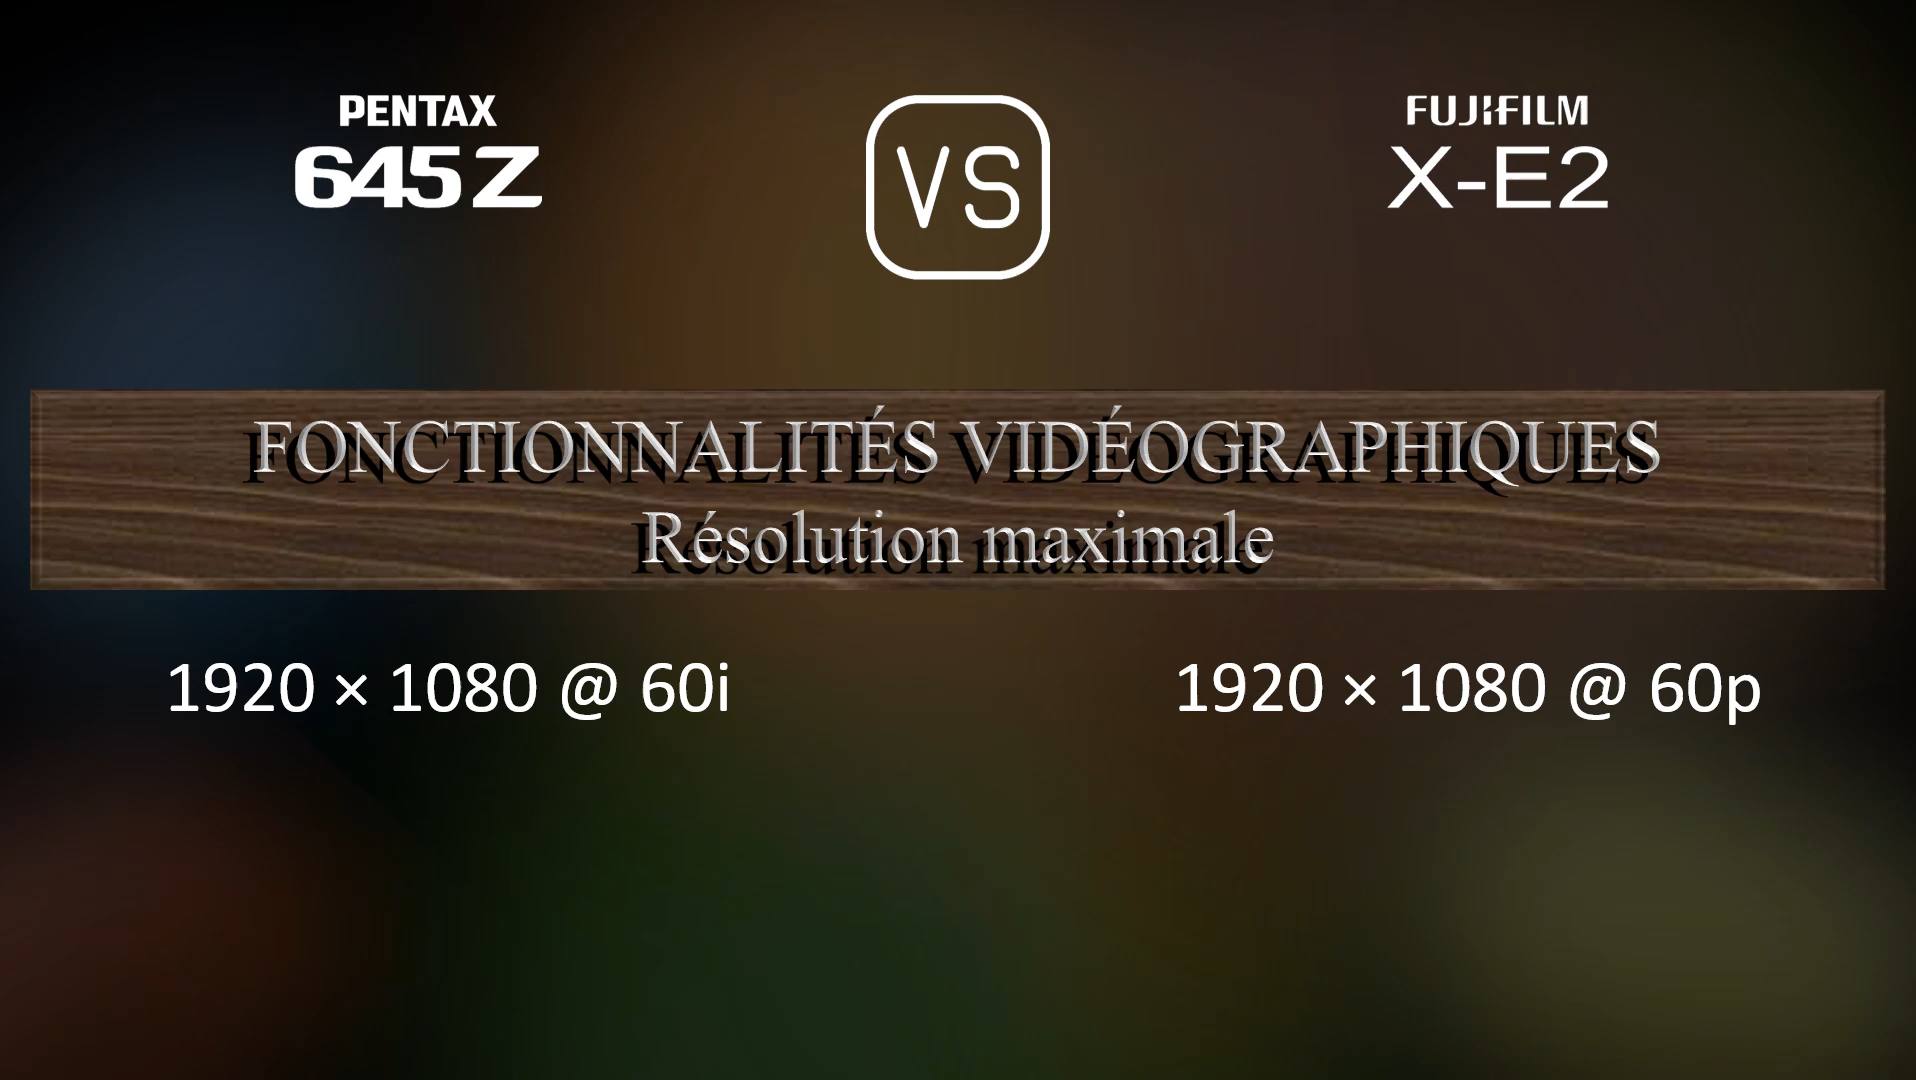 PENTAX
645Z
VS
FUJIFILM
X-E2
FONCTIONNALITÉS VIDÉOGRAPHIQUES
Résolution maximale
1920 × 1080 @ 60i
1920 × 1080 @ 60p